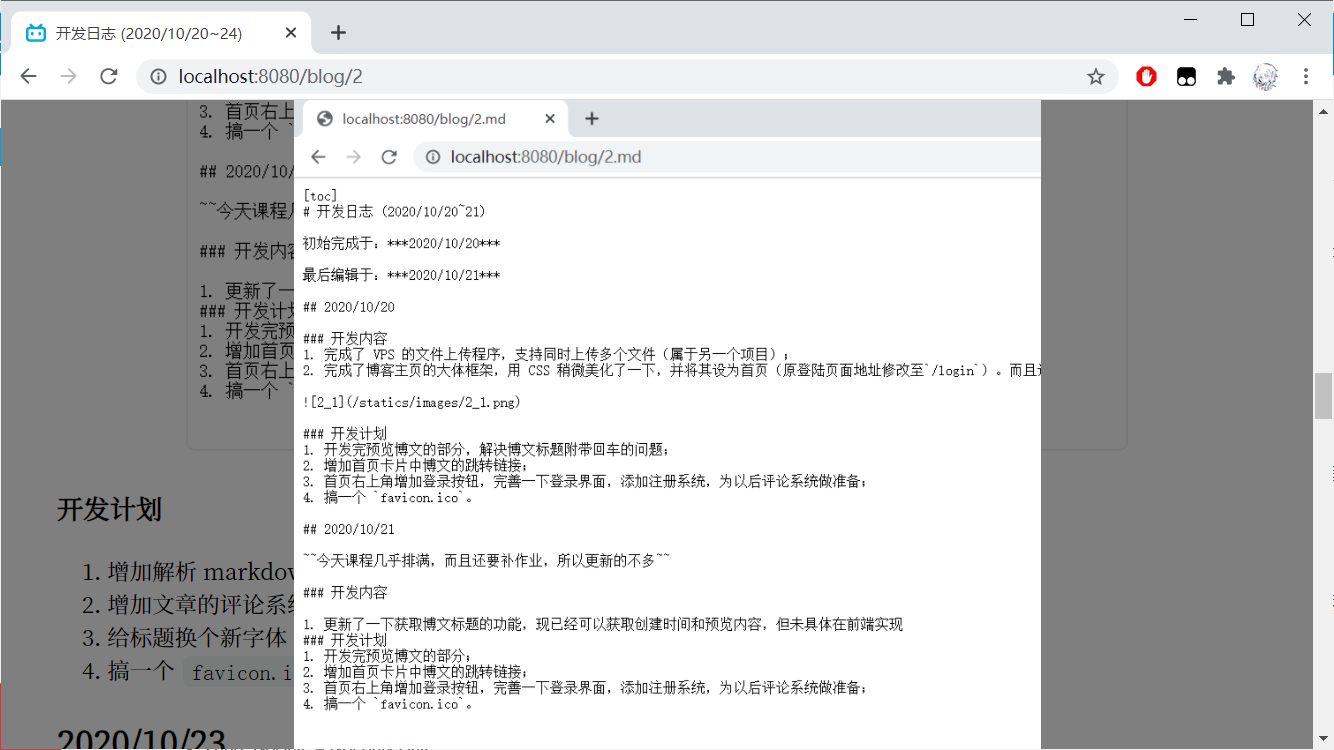 开发日志 (2020/10/20~24)
localhost:8080/blog/2
3. 首页右上
4. 搞一个 `
## 2020/10/
~~今天课程几
### 开发内容
1. 更新了一
### 开发计划
1. 开发完预
2. 增加首页
3. 首页右上
4. 搞一个 `
开发计划
1. 增加解析 markdow
2. 增加文章的评论系统
3. 给标题换个新字体
4. 搞一个 favicon.i
2020/10/23
localhost:8080/blog/2.md
localhost:8080/blog/2.md
[toc]
# 开发日志 (2020/10/20~21)
初始完成于：***2020/10/20***
最后编辑于：***2020/10/21***
## 2020/10/20
### 开发内容
1. 完成了 VPS 的文件上传程序，支持同时上传多个文件（属于另一个项目）；
2. 完成了博客主页的大体框架，用 CSS 稍微美化了一下，并将其设为首页（原登陆页面地址修改至`/login`）。而且
![2_1](/statics/images/2_1.png)
### 开发计划
1. 开发完预览博文的部分，解决博文标题附带回车的问题；
2. 增加首页卡片中博文的跳转链接；
3. 首页右上角增加登录按钮，完善一下登录界面，添加注册系统，为以后评论系统做准备；
4. 搞一个 `favicon.ico`。
## 2020/10/21
~~今天课程几乎排满，而且还要补作业，所以更新的不多~~
### 开发内容
1. 更新了一下获取博文标题的功能，现已经可以获取创建时间和预览内容，但未具体在前端实现
### 开发计划
1. 开发完预览博文的部分；
2. 增加首页卡片中博文的跳转链接；
3. 首页右上角增加登录按钮，完善一下登录界面，添加注册系统，为以后评论系统做准备；
4. 搞一个 `favicon.ico`。